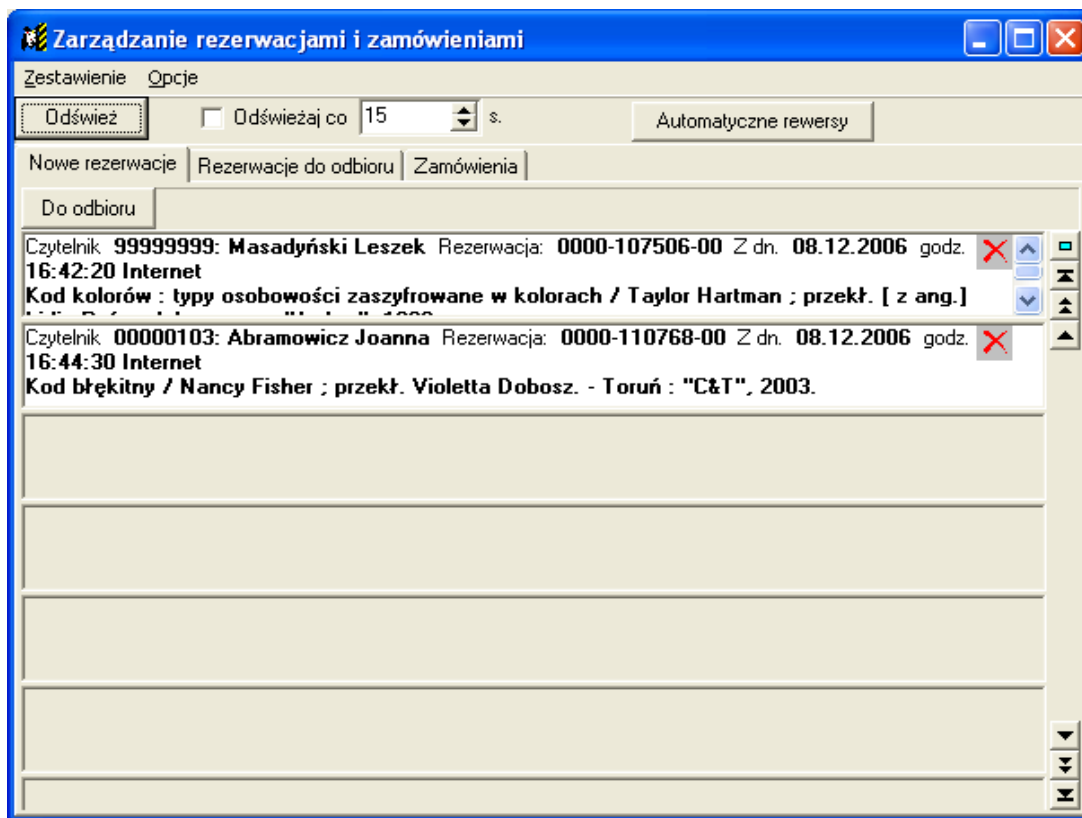 Zarządzanie rezerwacjami i zamówieniami
Zestawienie Opcje
Odśwież Odświeżaj co 15 s. Automatyczne rewersy
Nowe rezerwacje Rezerwacje do odbioru Zamówienia
Do odbioru
Czytelnik 99999999: Masadyński Leszek Rezerwacja: 0000-107506-00 Z dn. 08.12.2006 godz.
16:42:20 Internet
Kod kolorów : typy osobowości zaszyfrowane w kolorach / Taylor Hartman ; przekł. [ z ang.]
Czytelnik 00000103: Abramowicz Joanna Rezerwacja: 0000-110768-00 Z dn. 08.12.2006 godz.
16:44:30 Internet
Kod błękitny / Nancy Fisher ; przekł. Violetta Dobosz. - Toruń : "C&T", 2003.